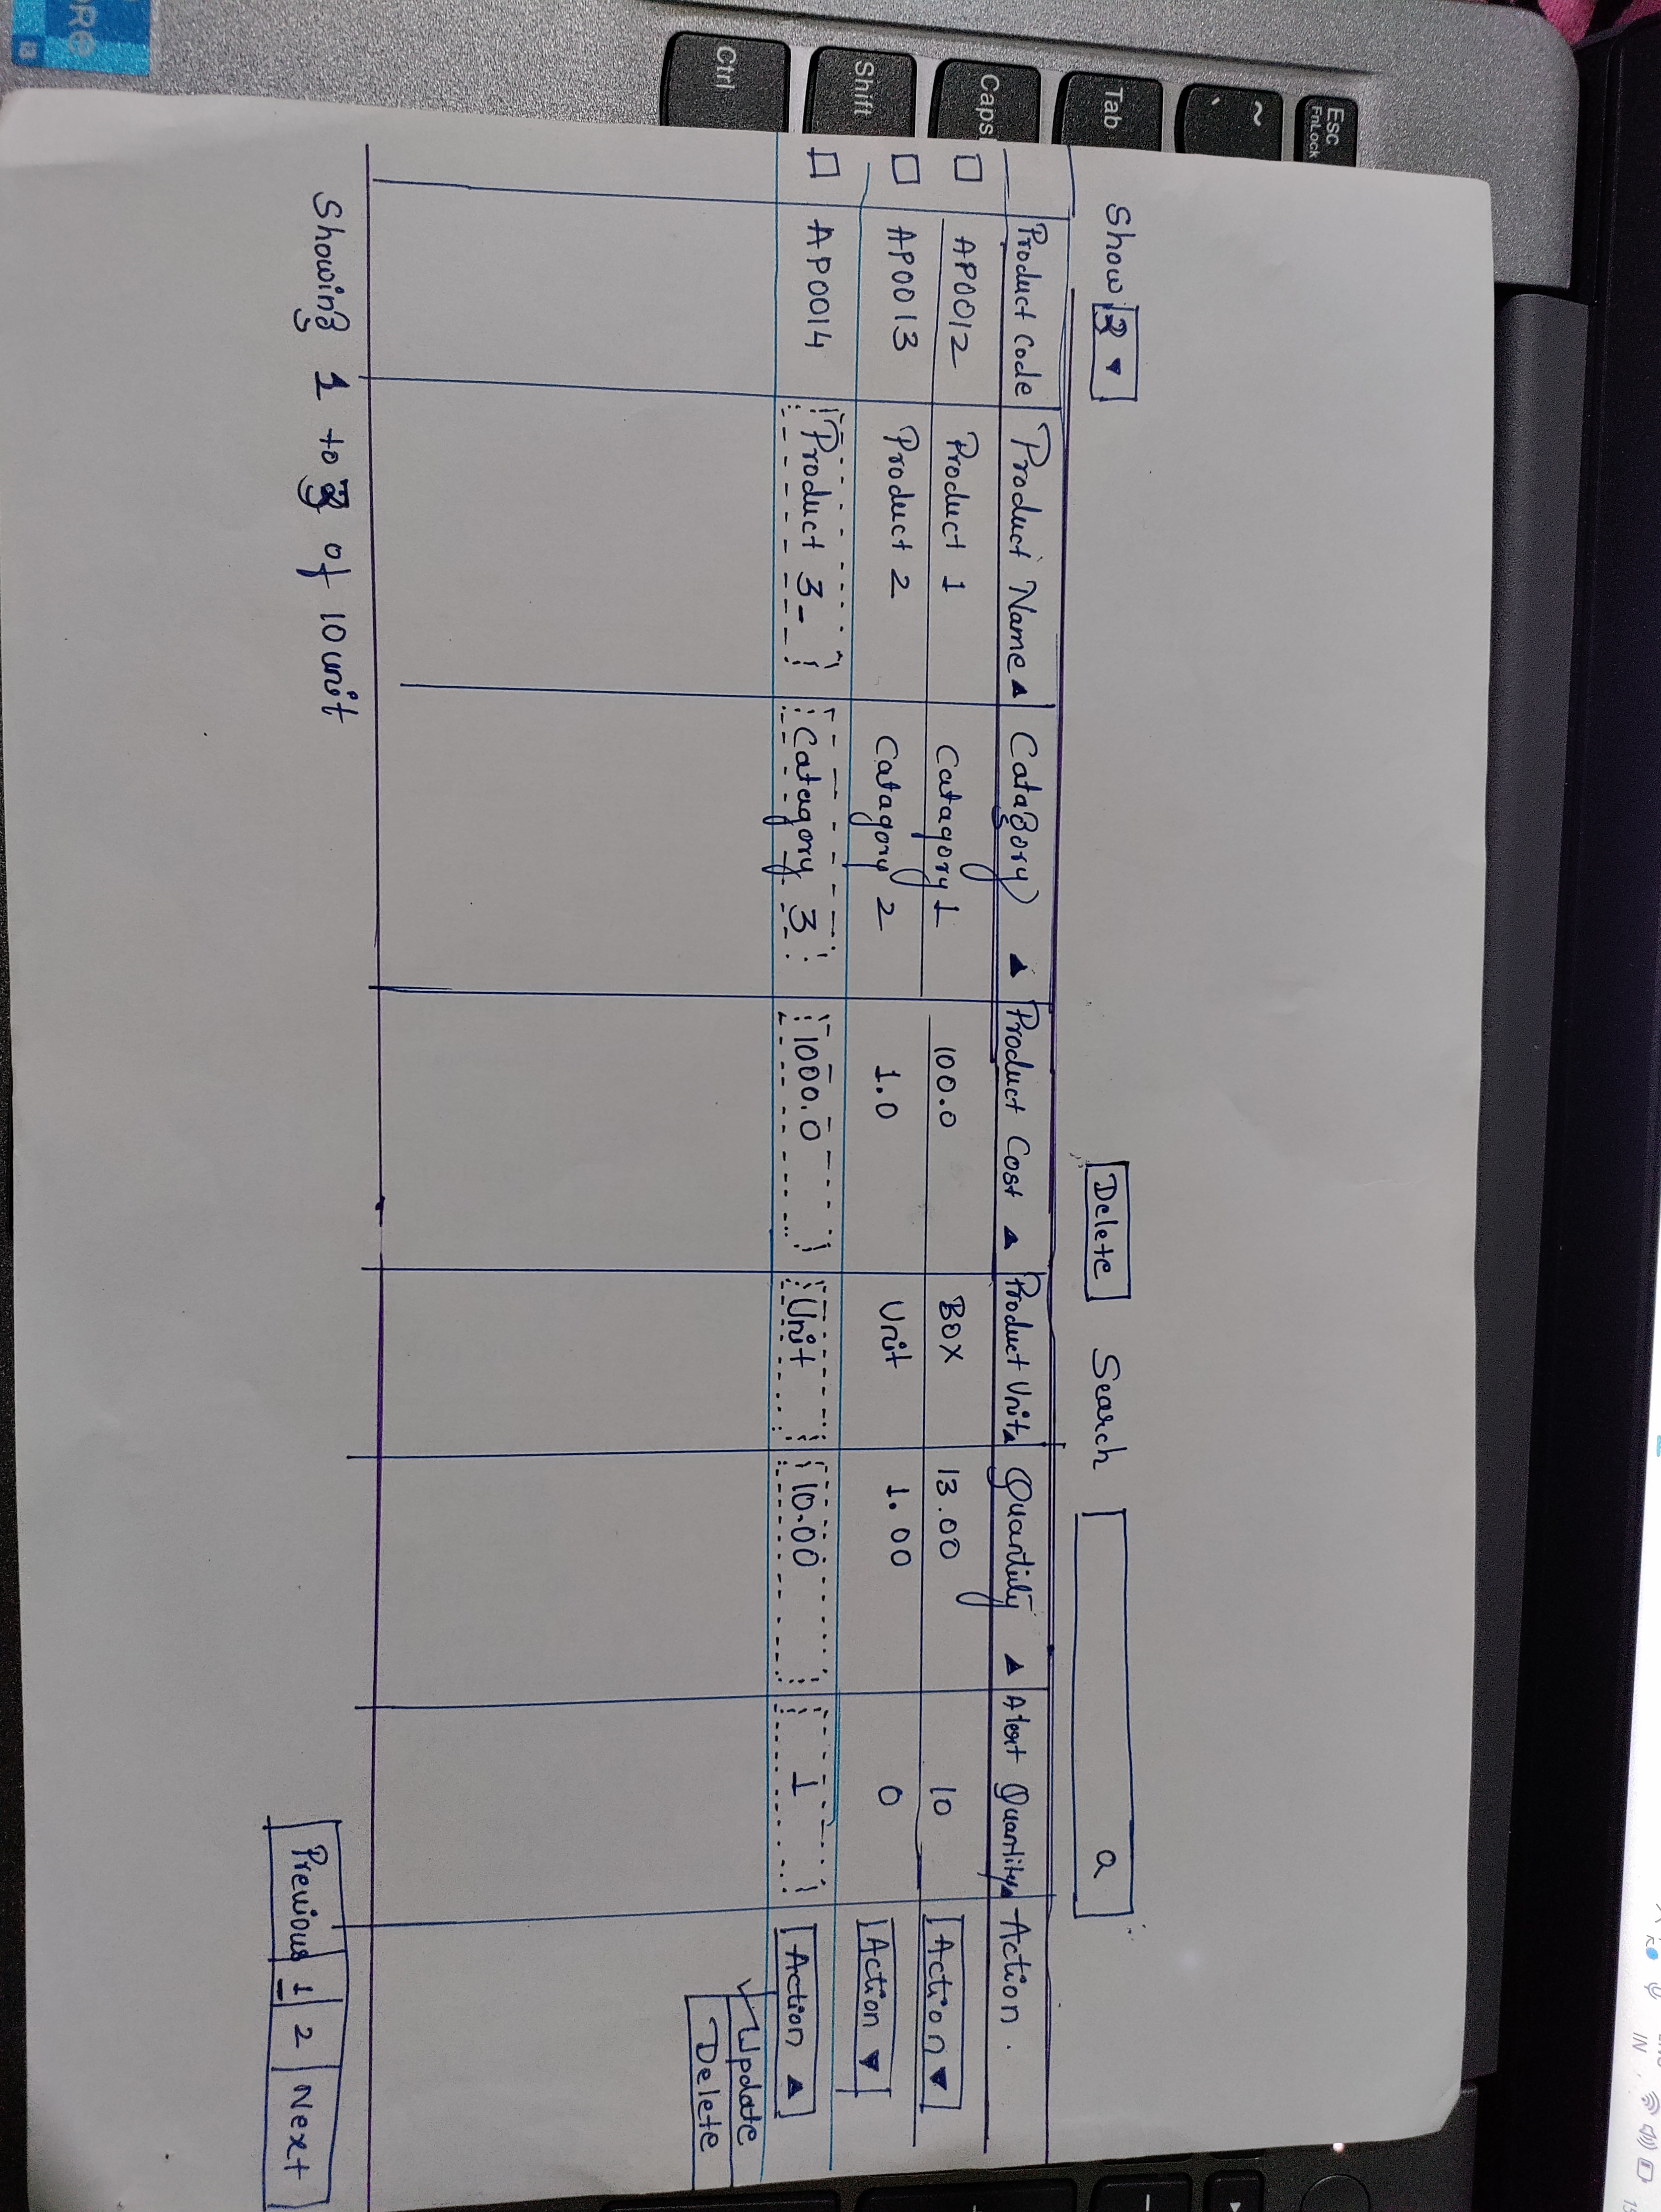 IN
Esc
FnLock
~
`
Tab
Caps
Shift
Ctrl
Show 3 ▼ Delete Search
Product Code Product Name ▲ Catagory ▲ Product Cost ▲ Product Unit ▲ Quantity ▲ Alert Quantity ▲ Action
AP0012 Product 1 Catagory 1 100.0 BOX 13.00 10 Action ▼
AP0013 Product 2 Catagory 2 1.0 Unit 1.00 0 Action ▼
AP0014 Product 3 Catagory 3 1000.0 Unit 10.00 1 Action ▲
✓ Update
Delete
Showing 1 to 3 of 10 unit
Previous 1 2 Next
i3